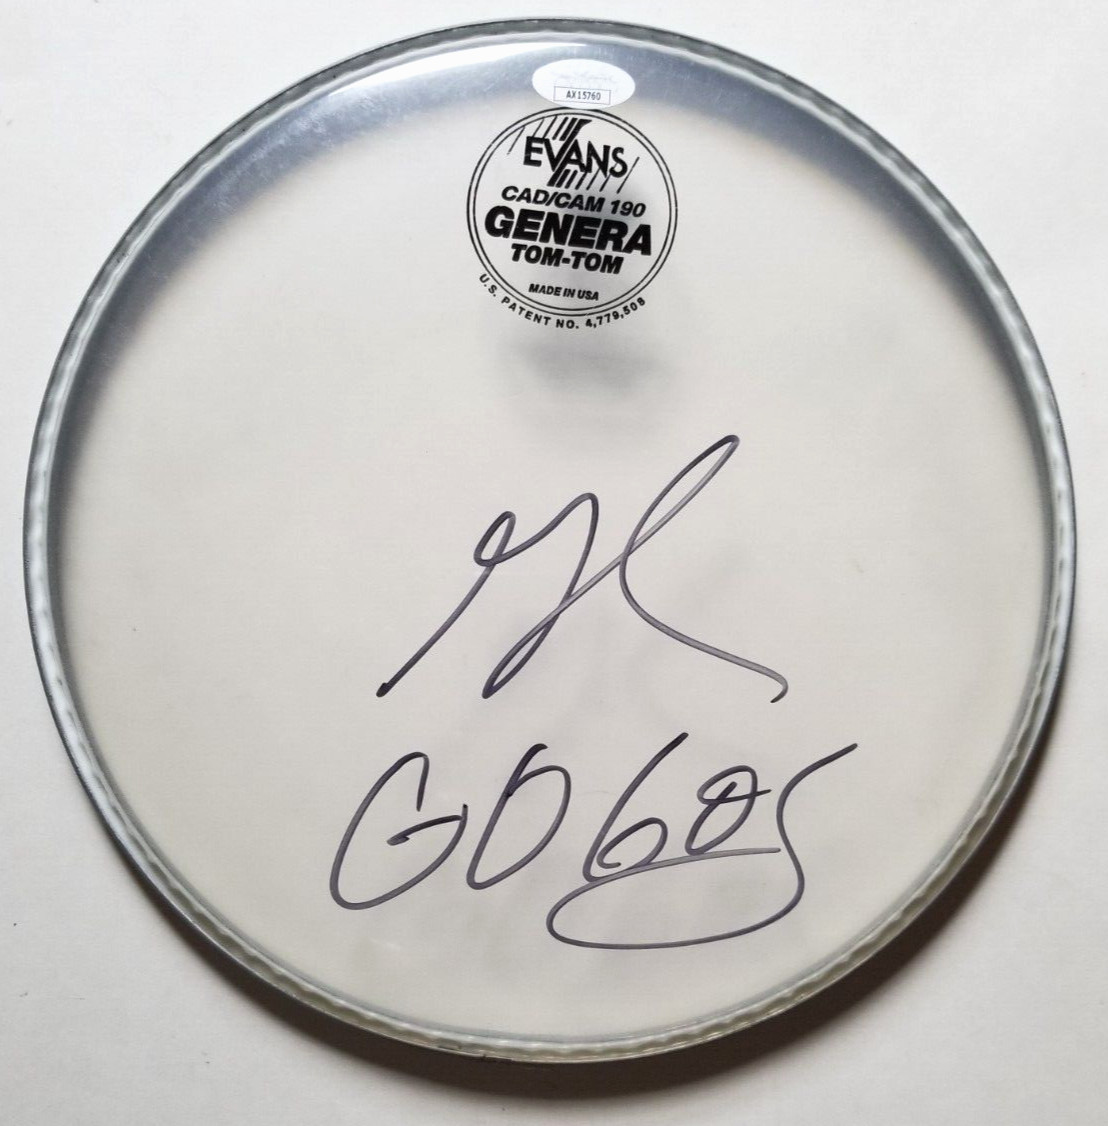 AX15760
EVANS
CAD/CAM 190
GENERA
TOM-TOM
MADE IN USA
U.S. PATENT NO. 4,779,508
GO GOS